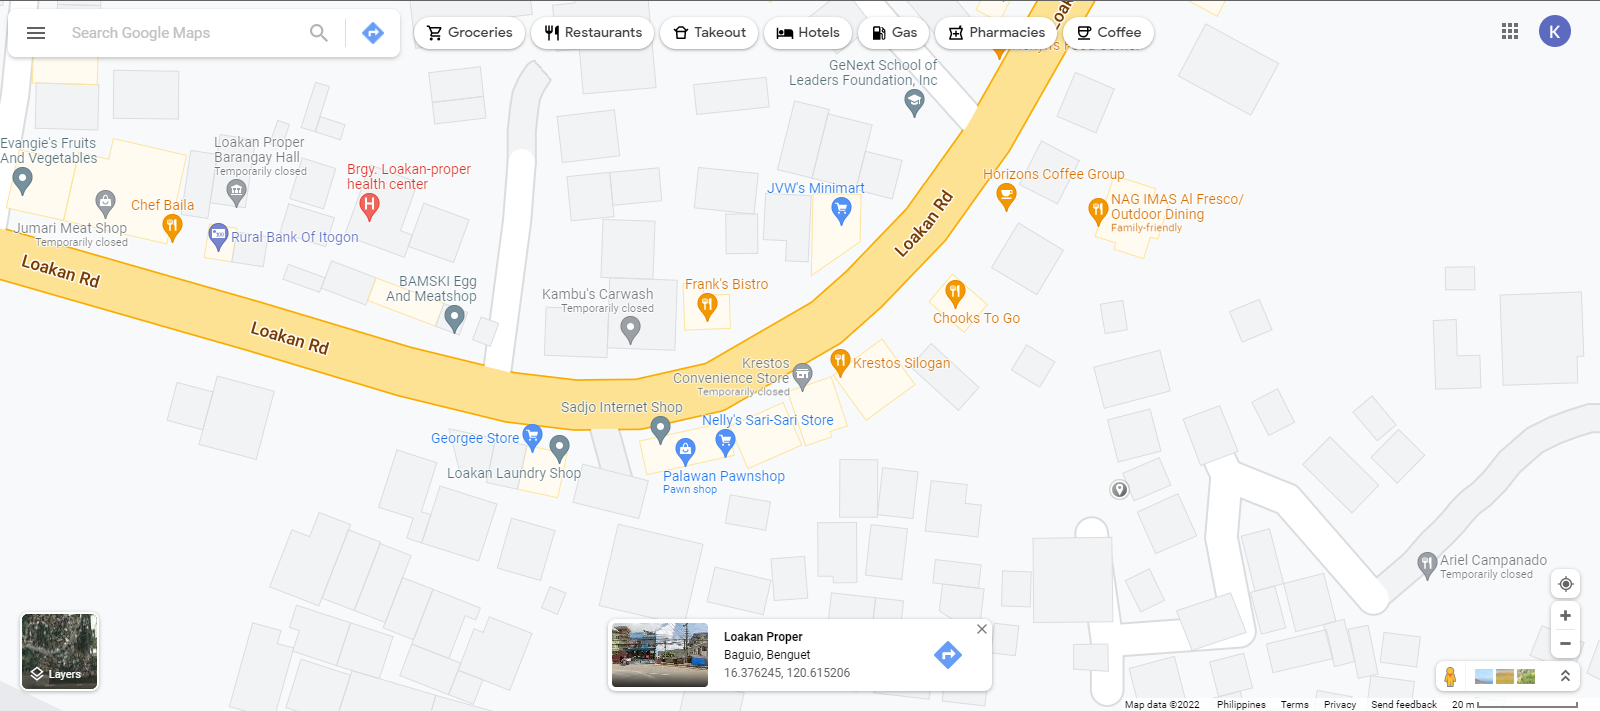 Search Google Maps
Groceries
Restaurants
Takeout
Hotels
Gas
Pharmacies
Coffee
K
Loakan Rd
GeNext School of
Leaders Foundation, Inc
Evangie's Fruits
And Vegetables
Loakan Proper
Barangay Hall
Temporarily closed
Brgy. Loakan-proper
health center
H
Chef Baila
Jumari Meat Shop
Temporarily closed
Rural Bank Of Itogon
JVW's Minimart
Horizons Coffee Group
NAG IMAS Al Fresco/
Outdoor Dining
Family-friendly
Loakan Rd
Loakan Rd
BAMSKI Egg
And Meatshop
Kambu's Carwash
Temporarily closed
Frank's Bistro
Chooks To Go
Loakan Rd
Krestos
Convenience Store
Temporarily closed
Krestos Silogan
Sadjo Internet Shop
Nelly's Sari-Sari Store
Georgee Store
Loakan Laundry Shop
Palawan Pawnshop
Pawn shop
Ariel Campanado
Temporarily closed
Layers
Loakan Proper
Baguio, Benguet
16.376245, 120.615206
Map data ©2022
Philippines
Terms
Privacy
Send feedback
20 m